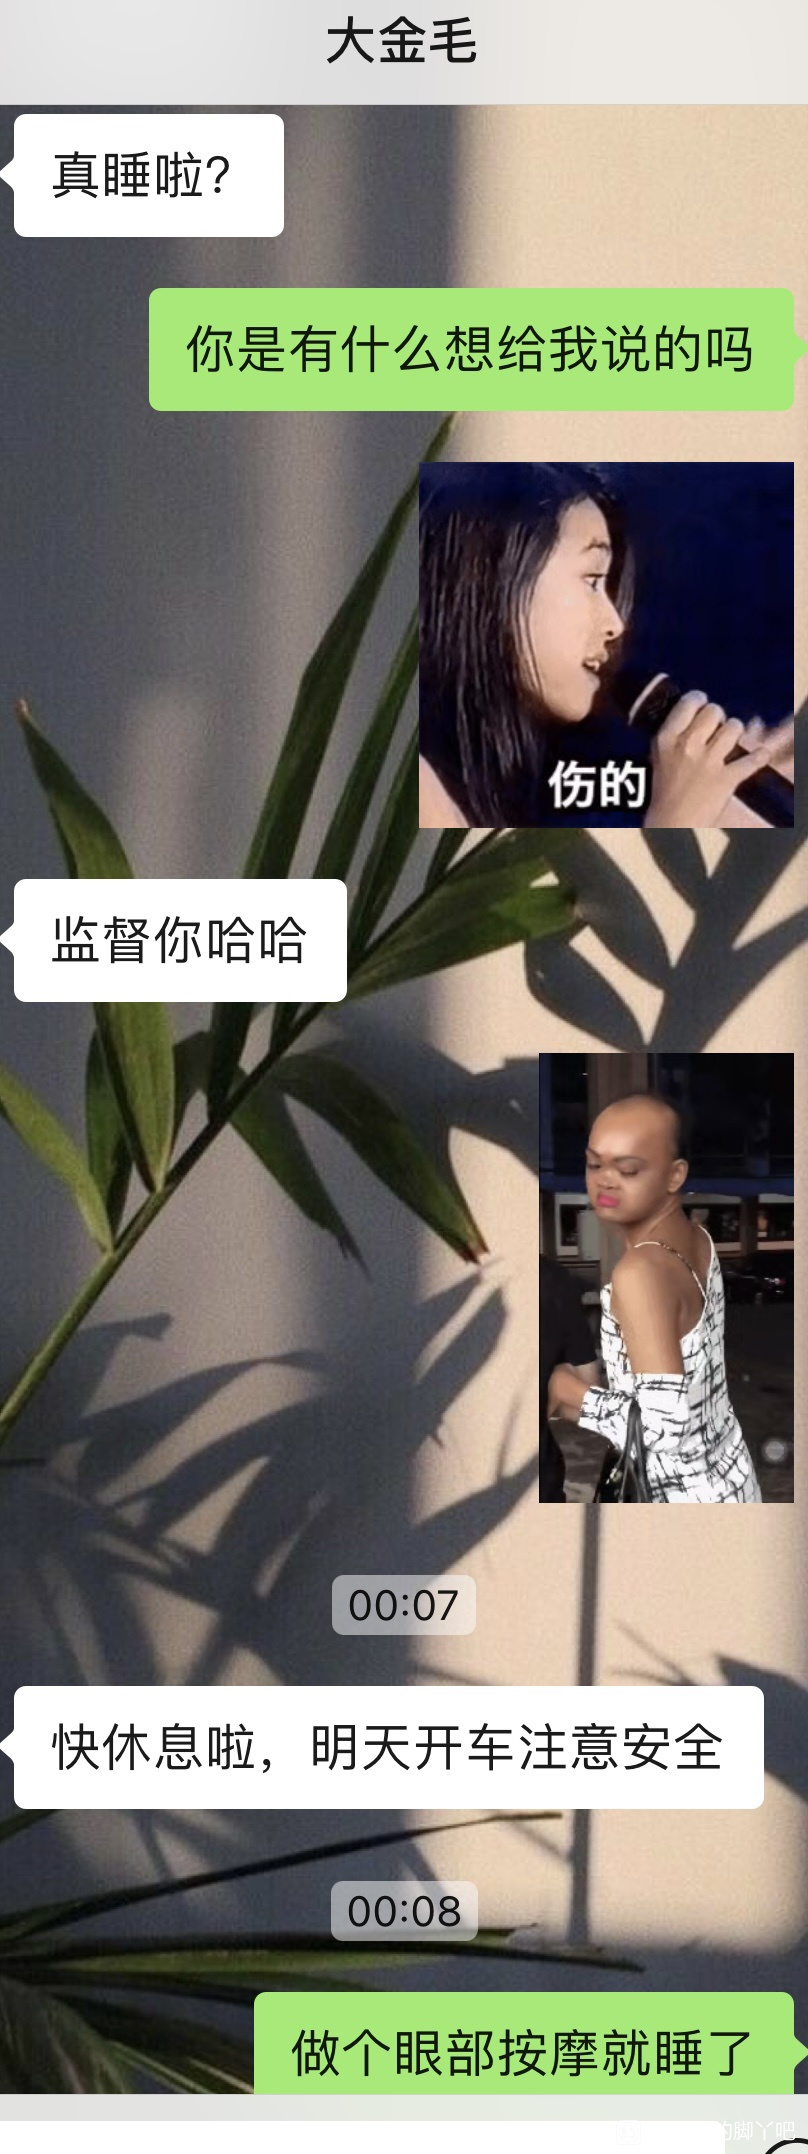 大金毛
真睡啦？
你是有什么想给我说的吗
伤的
监督你哈哈
00:07
快休息啦，明天开车注意安全
00:08
做个眼部按摩就睡了
的脚丫吧